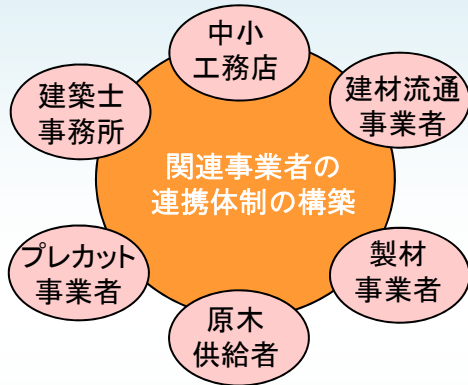 中小
工務店
建築士
事務所
建材流通
事業者
関連事業者の
連携体制の構築
プレカット
事業者
製材
事業者
原木
供給者